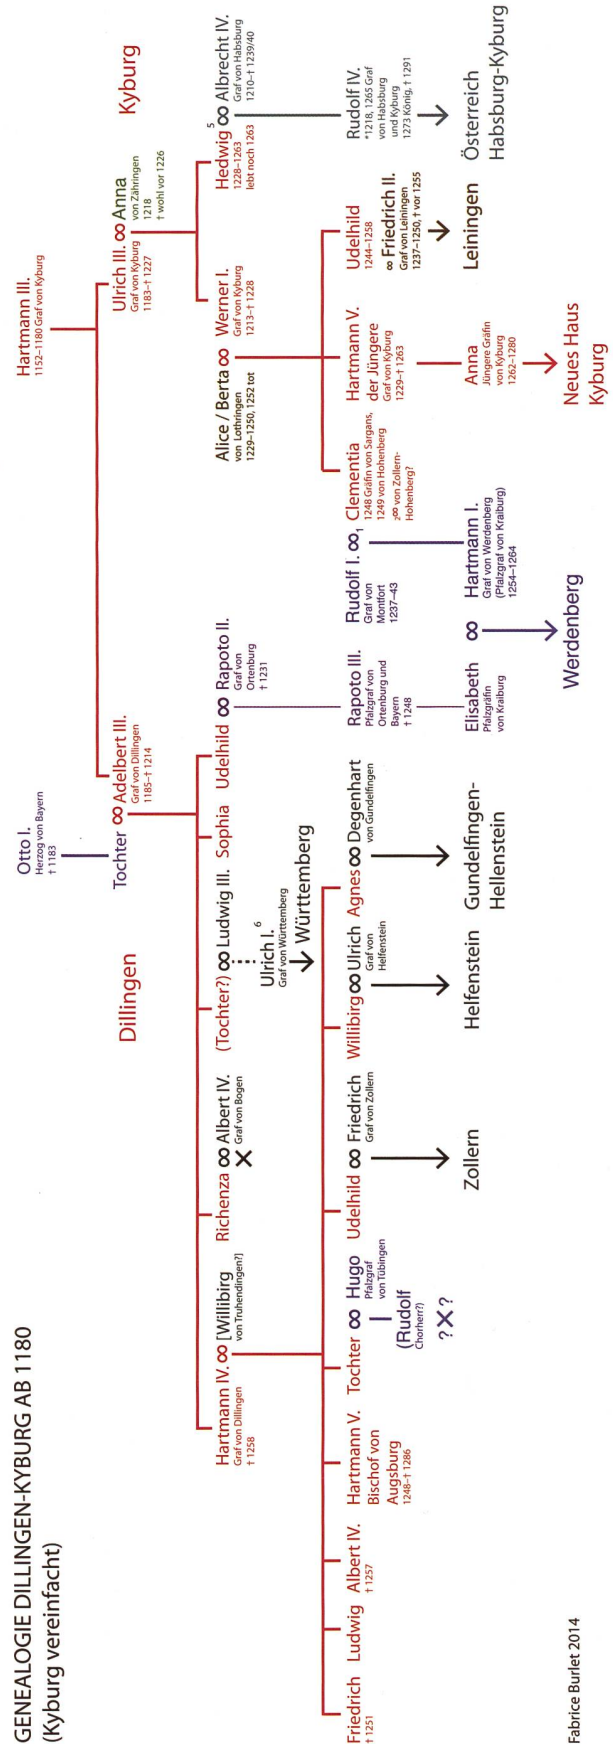 GENEALOGIE DILLINGEN-KYBURG AB 1180
(Kyburg vereinfacht)
Otto I.
Herzog von Bayern
† 1183
Hartmann III.
1152–1180 Graf von Kyburg
Dillingen
Tochter ∞ Adelbert III.
Graf von Dillingen
1185–† 1214
Ulrich III. ∞ Anna
Graf von Kyburg
1183–† 1227
von Zähringen
1218
† wohl vor 1226
Kyburg
Hartmann IV. ∞ [Willibirg
Graf von Dillingen
† 1258
von Truhendingen?]
Richenza ∞ Albert IV.
Graf von Bogen
(Tochter?) ∞ Ludwig III.
Ulrich I. 6
Graf von Württemberg
Württemberg
Sophia
Udelhild ∞ Rapoto II.
Graf von
Ortenburg
† 1231
Alice / Berta ∞ Werner I.
von Lothringen
1229–1250, 1252 tot
Graf von Kyburg
1213–† 1228
Hedwig 5 ∞ Albrecht IV.
1228–1263
lebt noch 1263
Graf von Habsburg
1210–† 1239/40
Friedrich
† 1251
Ludwig
Albert IV.
† 1257
Hartmann V.
Bischof von
Augsburg
1248–† 1286
Tochter ∞ Hugo
Pfalzgraf
von Tübingen
(Rudolf
Chorherr?)
? X ?
Udelhild ∞ Friedrich
Graf von Zollern
Zollern
Willibirg ∞ Ulrich
Graf von
Helfenstein
Helfenstein
Agnes ∞ Degenhart
von Gundelfingen
Gundelfingen-
Hellenstein
Rapoto III.
Pfalzgraf von
Ortenburg und
Bayern
† 1248
Elisabeth ∞ Hartmann I.
Pfalzgräfin
von Kraiburg
Graf von Werdenberg
(Pfalzgraf von Kraiburg)
1254–1264
Werdenberg
Rudolf I. ∞1 Clementia
Graf von
Montfort
1237–43
1248 Gräfin von Sargans,
1249 von Hohenberg
2∞ von Zollern-
Hohenberg?
Hartmann V.
der Jüngere
Graf von Kyburg
1229–† 1263
Anna
Jüngere Gräfin
von Kyburg
1262–1280
Neues Haus
Kyburg
Udelhild
1244–1258
∞ Friedrich II.
Graf von Leiningen
1237–1250, † vor 1255
Leiningen
Rudolf IV.
*1218, 1265 Graf
von Habsburg
und Kyburg
1273 König, † 1291
Österreich
Habsburg-Kyburg
Fabrice Burlet 2014